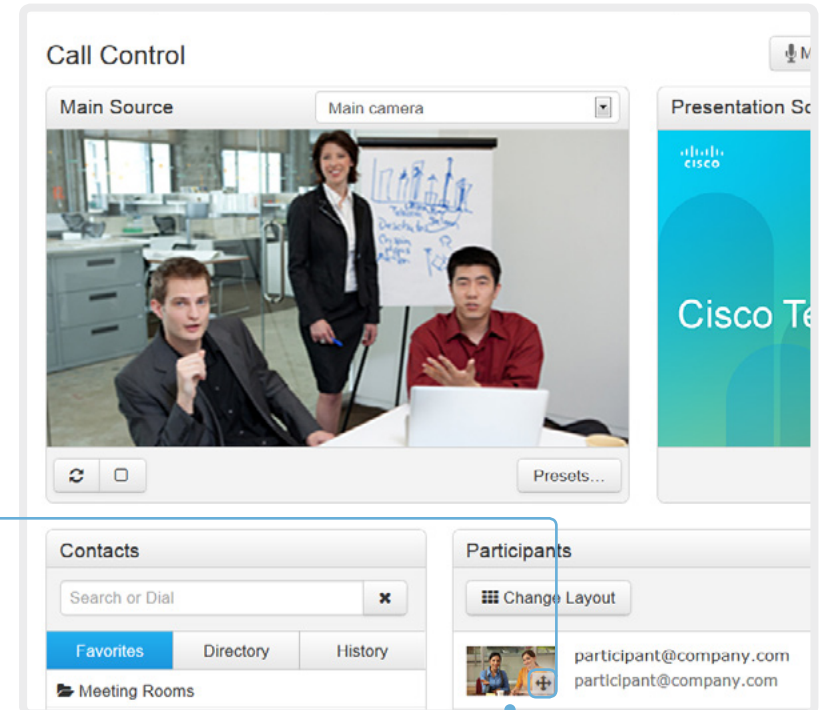 Call Control
M
Main Source
Main camera
Presets...
Presentation So
CISCO
Cisco Te
Contacts
Search or Dial
Favorites
Directory
History
Meeting Rooms
Participants
Change Layout
participant@company.com
participant@company.com